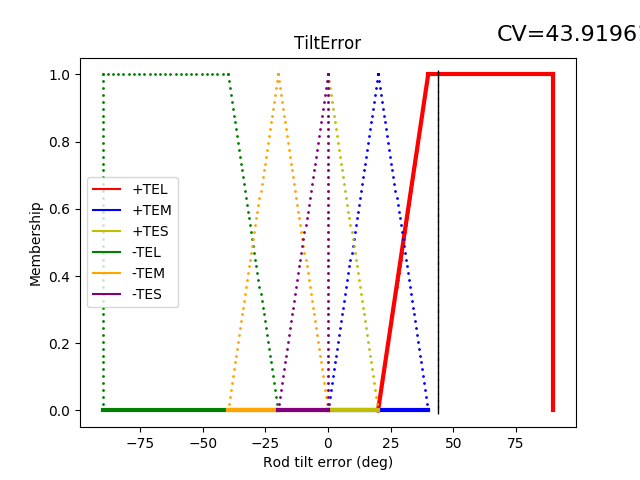 CV=43.9196
TiltError
1.0
0.8
0.6
0.4
0.2
0.0
Membership
+TEL
+TEM
+TES
-TEL
-TEM
-TES
−75
−50
−25
0
25
50
75
Rod tilt error (deg)